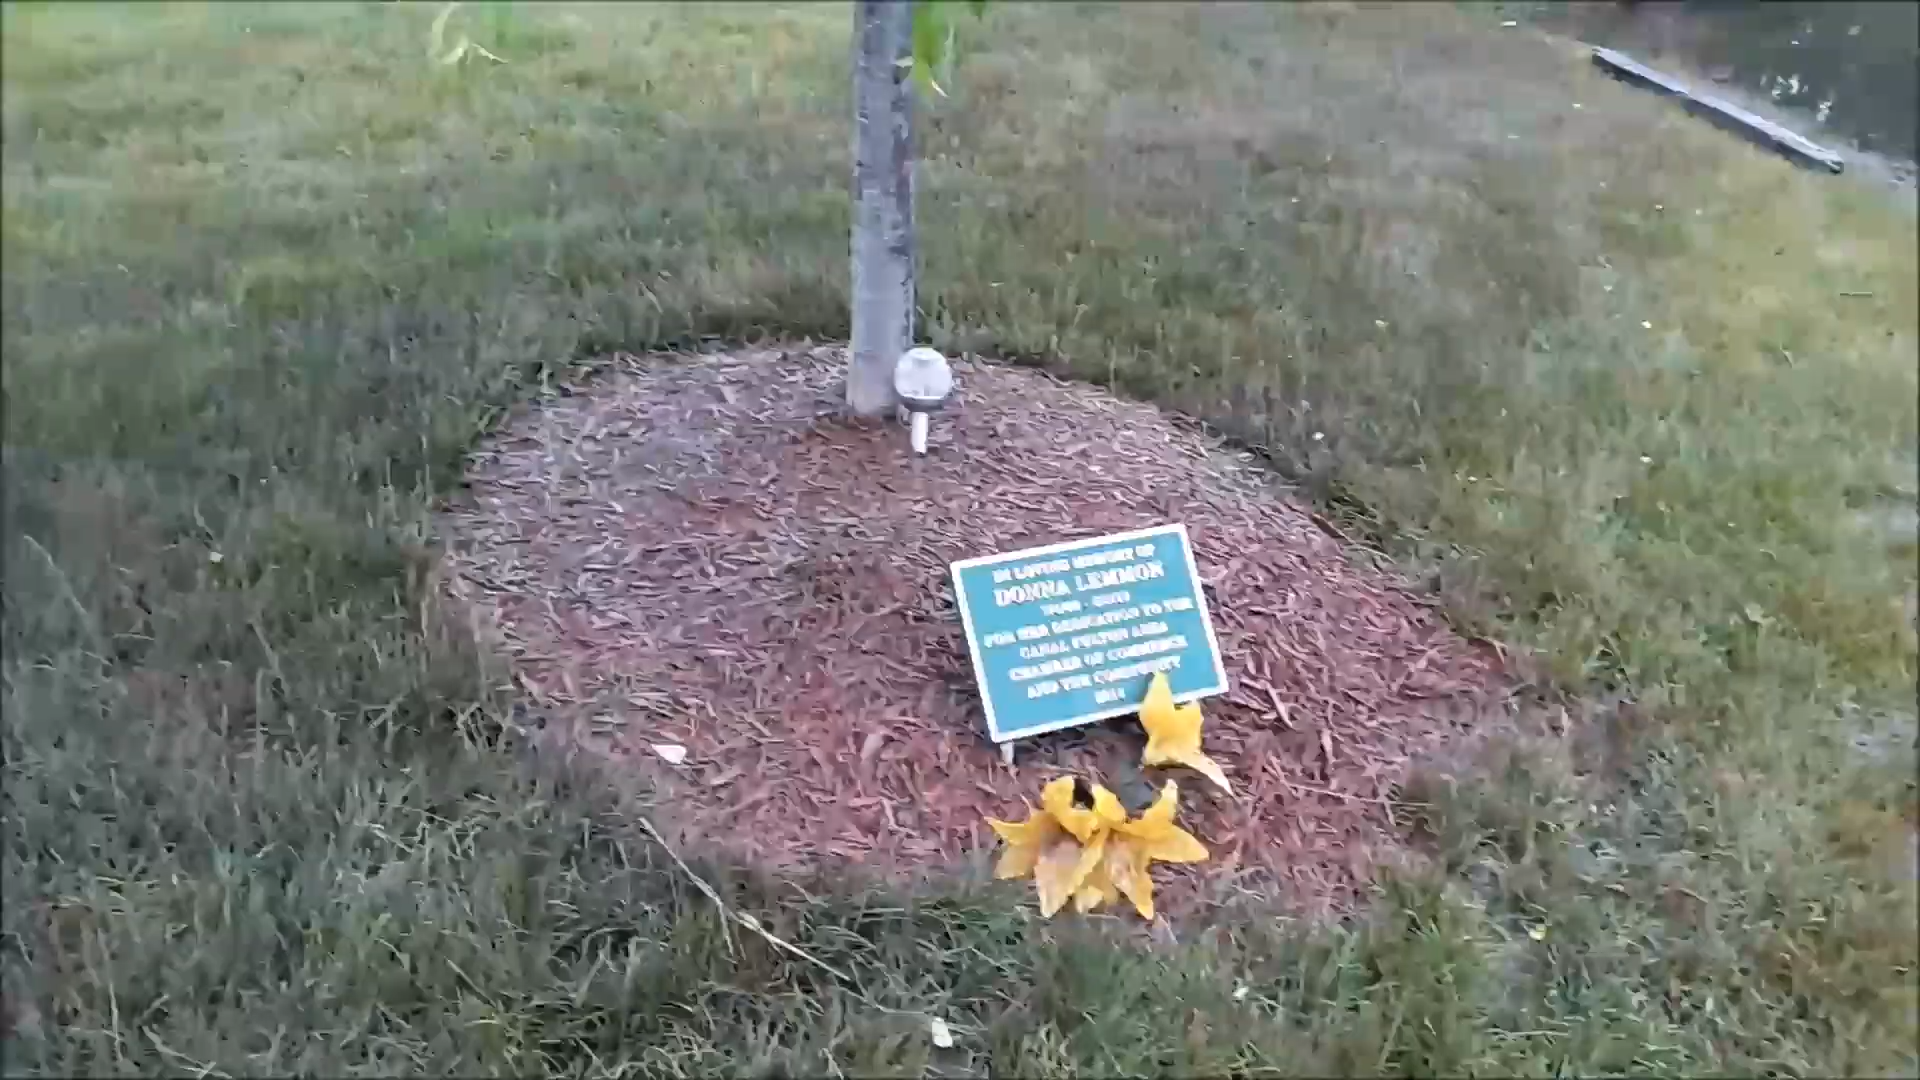 IN LOVING MEMORY OF
DONNA LEMMON
FOR HER DEDICATION TO THE
CANAL FULTON AREA
CHAMBER OF COMMERCE
AND THE COMMUNITY
2014